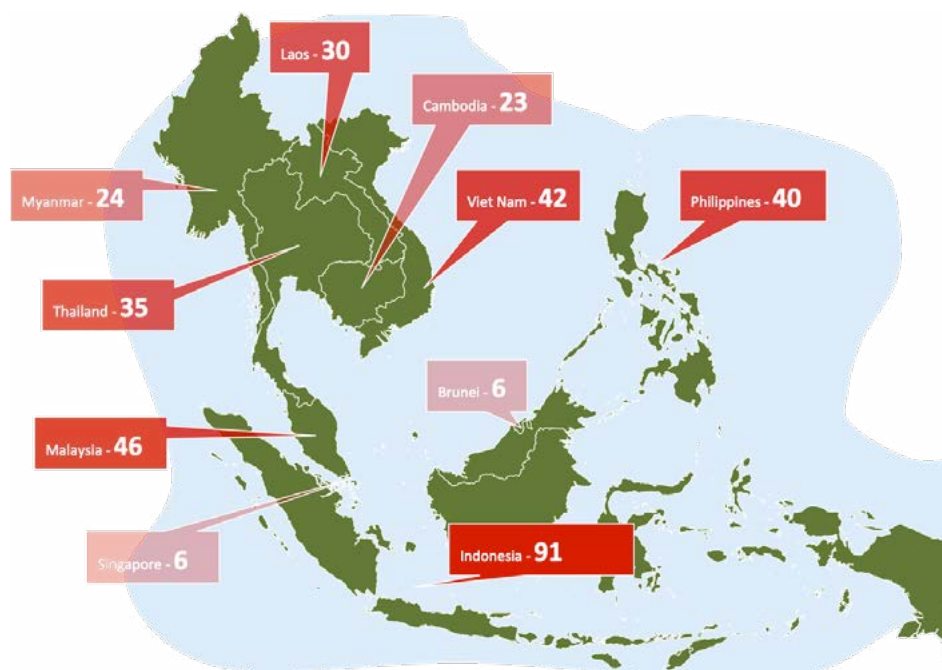 Laos - 30
Cambodia - 23
Myanmar - 24
Viet Nam - 42
Philippines - 40
Thailand - 35
Brunei - 6
Malaysia - 46
Singapore - 6
Indonesia - 91